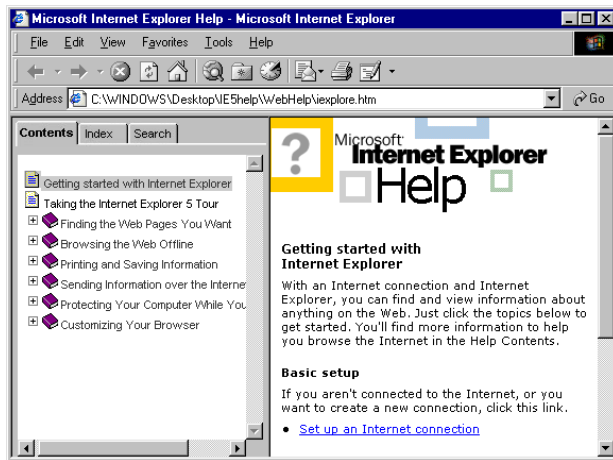 Microsoft Internet Explorer Help - Microsoft Internet Explorer
File Edit View Favorites Tools Help
Address C:\WINDOWS\Desktop\IE5help\WebHelp\iexplore.htm Go
Contents Index Search
Getting started with Internet Explorer
Taking the Internet Explorer 5 Tour
Finding the Web Pages You Want
Browsing the Web Offline
Printing and Saving Information
Sending Information over the Interne
Protecting Your Computer While You
Customizing Your Browser
?
Microsoft
Internet Explorer
Help
Getting started with
Internet Explorer
With an Internet connection and Internet
Explorer, you can find and view information about
anything on the Web. Just click the topics below to
get started. You'll find more information to help
you browse the Internet in the Help Contents.
Basic setup
If you aren't connected to the Internet, or you
want to create a new connection, click this link.
• Set up an Internet connection